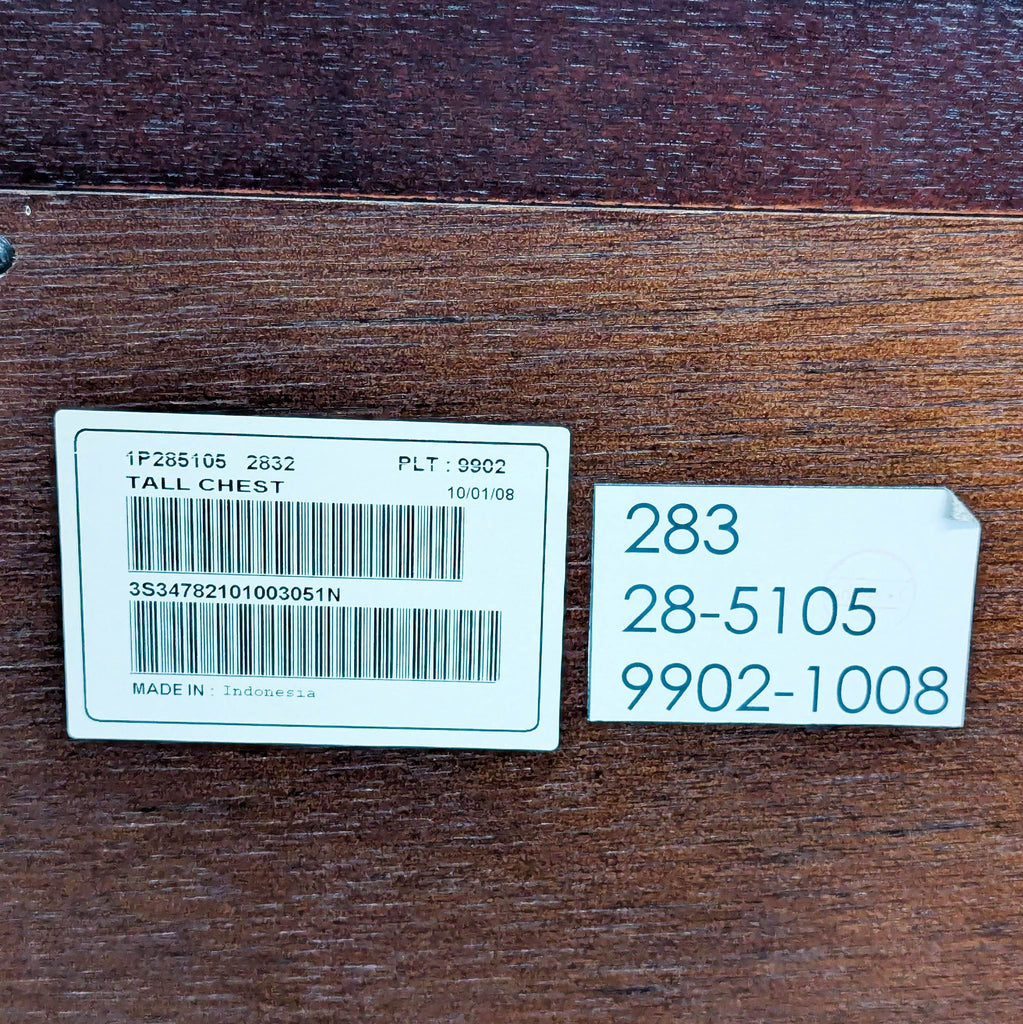 1P285105 2832 PLT : 9902
TALL CHEST 10/01/08
3S34782101003051N
MADE IN : Indonesia
283
28-5105
9902-1008